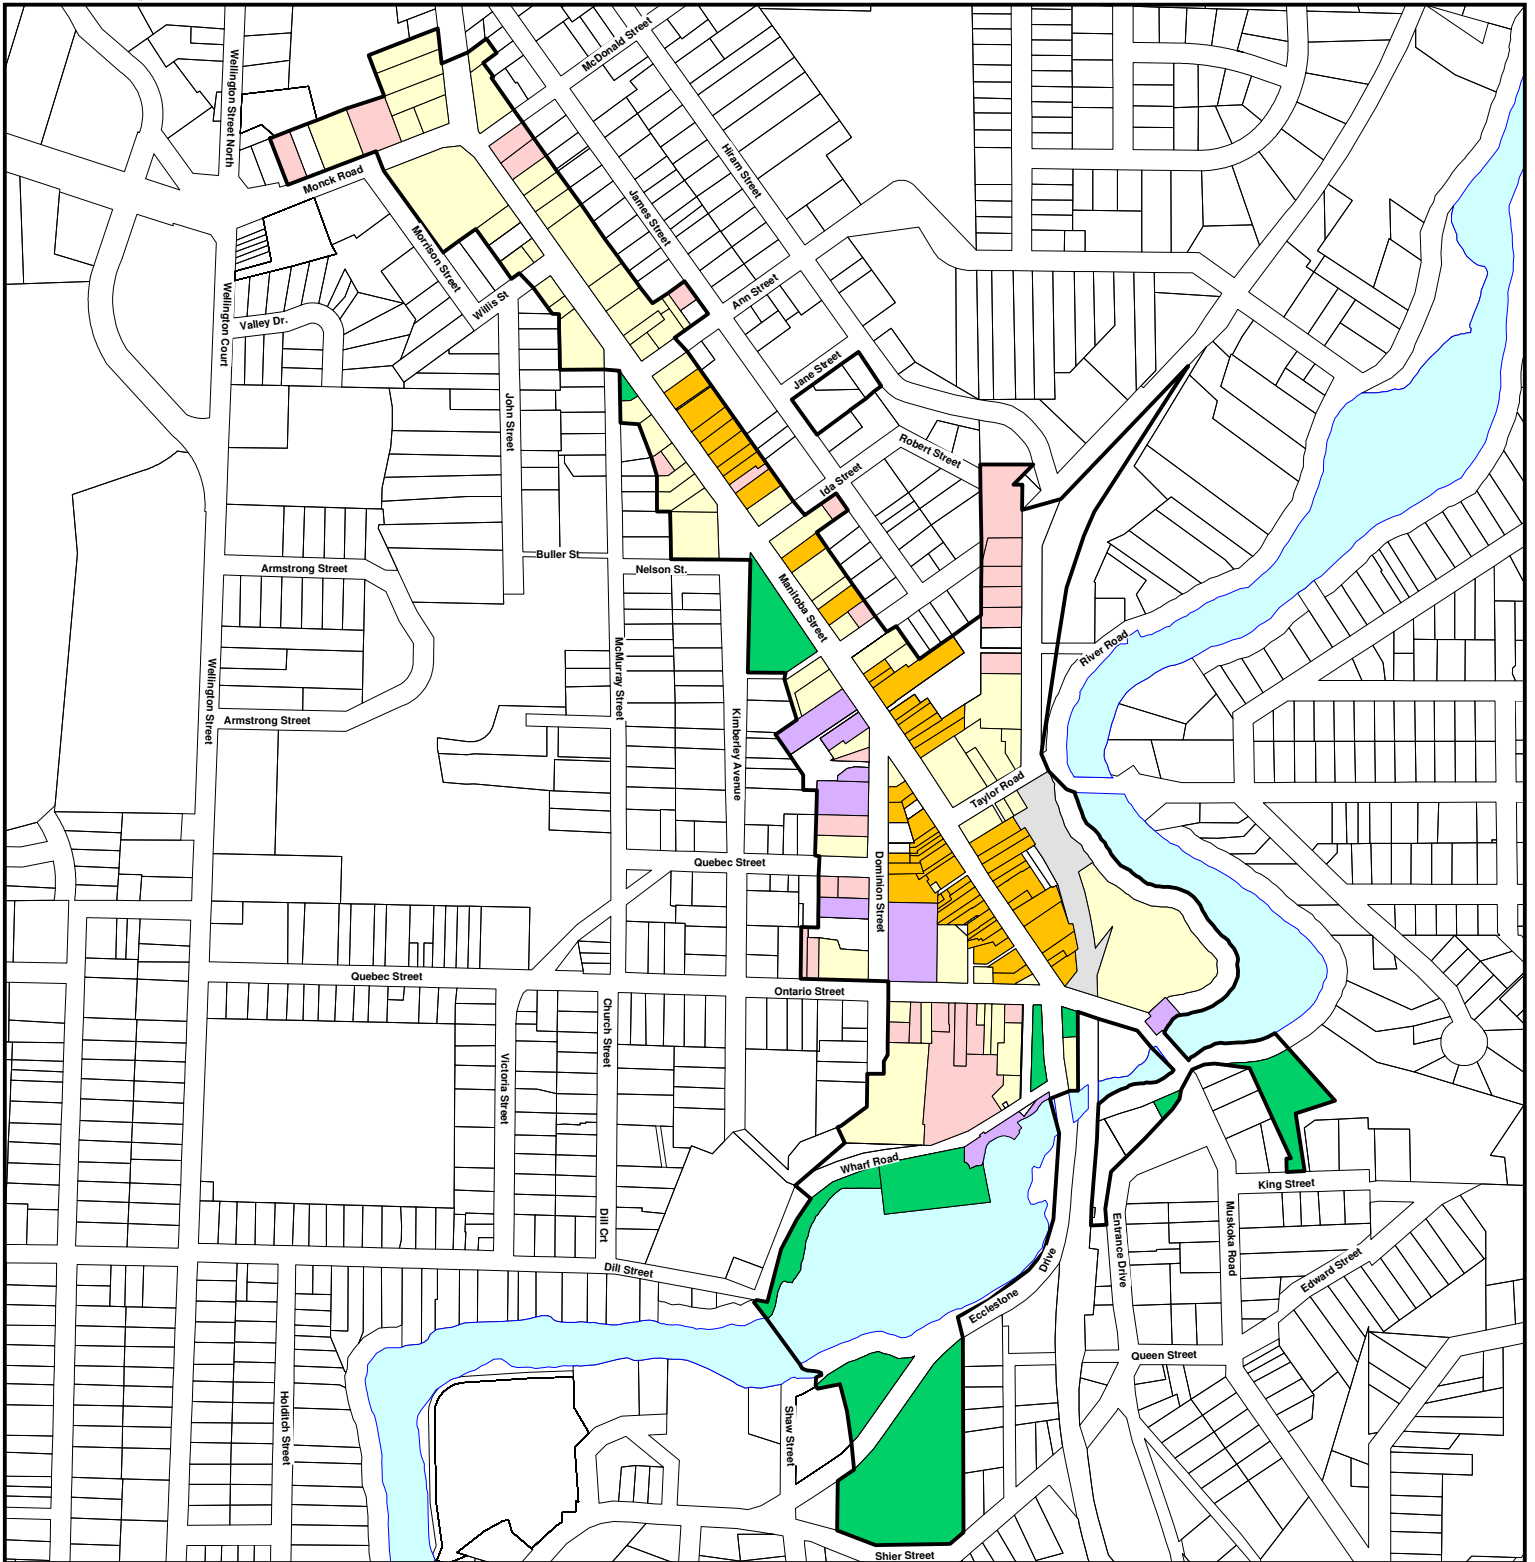 McDonald Street
Wellington Street North
Hiram Street
Monck Road
James Street
Morrison Street
Ann Street
Willis St
Wellington Court
Valley Dr.
Jane Street
John Street
Robert Street
Ida Street
Buller St
Armstrong Street
Nelson St.
Manitoba Street
River Road
McMurray Street
Wellington Street
Armstrong Street
Kimberley Avenue
Taylor Road
Quebec Street
Dominion Street
Quebec Street
Ontario Street
Church Street
Victoria Street
Wharf Road
King Street
Dill Crt
Muskoka Road
Entrance Drive
Drive
Ecclestone
Edward Street
Dill Street
Queen Street
Holditch Street
Shaw Street
Shier Street